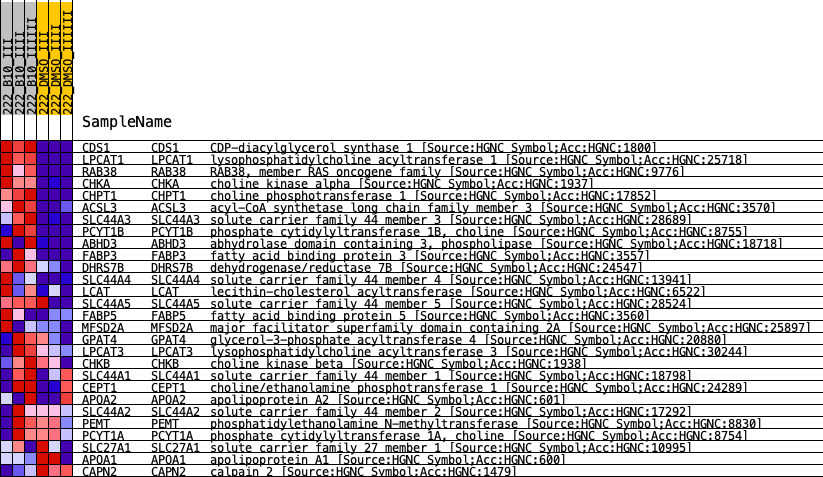 222_B10_III
222_B10_IIII
222_B10_IIIIII
222_DMSO_III
222_DMSO_IIII
222_DMSO_IIIIII
SampleName
CDS1 CDS1 CDP-diacylglycerol synthase 1 [Source:HGNC Symbol;Acc:HGNC:1800]
LPCAT1 LPCAT1 lysophosphatidylcholine acyltransferase 1 [Source:HGNC Symbol;Acc:HGNC:25718]
RAB38 RAB38 RAB38, member RAS oncogene family [Source:HGNC Symbol;Acc:HGNC:9776]
CHKA CHKA choline kinase alpha [Source:HGNC Symbol;Acc:HGNC:1937]
CHPT1 CHPT1 choline phosphotransferase 1 [Source:HGNC Symbol;Acc:HGNC:17852]
ACSL3 ACSL3 acyl-CoA synthetase long chain family member 3 [Source:HGNC Symbol;Acc:HGNC:3570]
SLC44A3 SLC44A3 solute carrier family 44 member 3 [Source:HGNC Symbol;Acc:HGNC:28689]
PCYT1B PCYT1B phosphate cytidylyltransferase 1B, choline [Source:HGNC Symbol;Acc:HGNC:8755]
ABHD3 ABHD3 abhydrolase domain containing 3, phospholipase [Source:HGNC Symbol;Acc:HGNC:18718]
FABP3 FABP3 fatty acid binding protein 3 [Source:HGNC Symbol;Acc:HGNC:3557]
DHRS7B DHRS7B dehydrogenase/reductase 7B [Source:HGNC Symbol;Acc:HGNC:24547]
SLC44A4 SLC44A4 solute carrier family 44 member 4 [Source:HGNC Symbol;Acc:HGNC:13941]
LCAT LCAT lecithin-cholesterol acyltransferase [Source:HGNC Symbol;Acc:HGNC:6522]
SLC44A5 SLC44A5 solute carrier family 44 member 5 [Source:HGNC Symbol;Acc:HGNC:28524]
FABP5 FABP5 fatty acid binding protein 5 [Source:HGNC Symbol;Acc:HGNC:3560]
MFSD2A MFSD2A major facilitator superfamily domain containing 2A [Source:HGNC Symbol;Acc:HGNC:25897]
GPAT4 GPAT4 glycerol-3-phosphate acyltransferase 4 [Source:HGNC Symbol;Acc:HGNC:20880]
LPCAT3 LPCAT3 lysophosphatidylcholine acyltransferase 3 [Source:HGNC Symbol;Acc:HGNC:30244]
CHKB CHKB choline kinase beta [Source:HGNC Symbol;Acc:HGNC:1938]
SLC44A1 SLC44A1 solute carrier family 44 member 1 [Source:HGNC Symbol;Acc:HGNC:18798]
CEPT1 CEPT1 choline/ethanolamine phosphotransferase 1 [Source:HGNC Symbol;Acc:HGNC:24289]
APOA2 APOA2 apolipoprotein A2 [Source:HGNC Symbol;Acc:HGNC:601]
SLC44A2 SLC44A2 solute carrier family 44 member 2 [Source:HGNC Symbol;Acc:HGNC:17292]
PEMT PEMT phosphatidylethanolamine N-methyltransferase [Source:HGNC Symbol;Acc:HGNC:8830]
PCYT1A PCYT1A phosphate cytidylyltransferase 1A, choline [Source:HGNC Symbol;Acc:HGNC:8754]
SLC27A1 SLC27A1 solute carrier family 27 member 1 [Source:HGNC Symbol;Acc:HGNC:10995]
APOA1 APOA1 apolipoprotein A1 [Source:HGNC Symbol;Acc:HGNC:600]
CAPN2 CAPN2 calpain 2 [Source:HGNC Symbol;Acc:HGNC:1479]